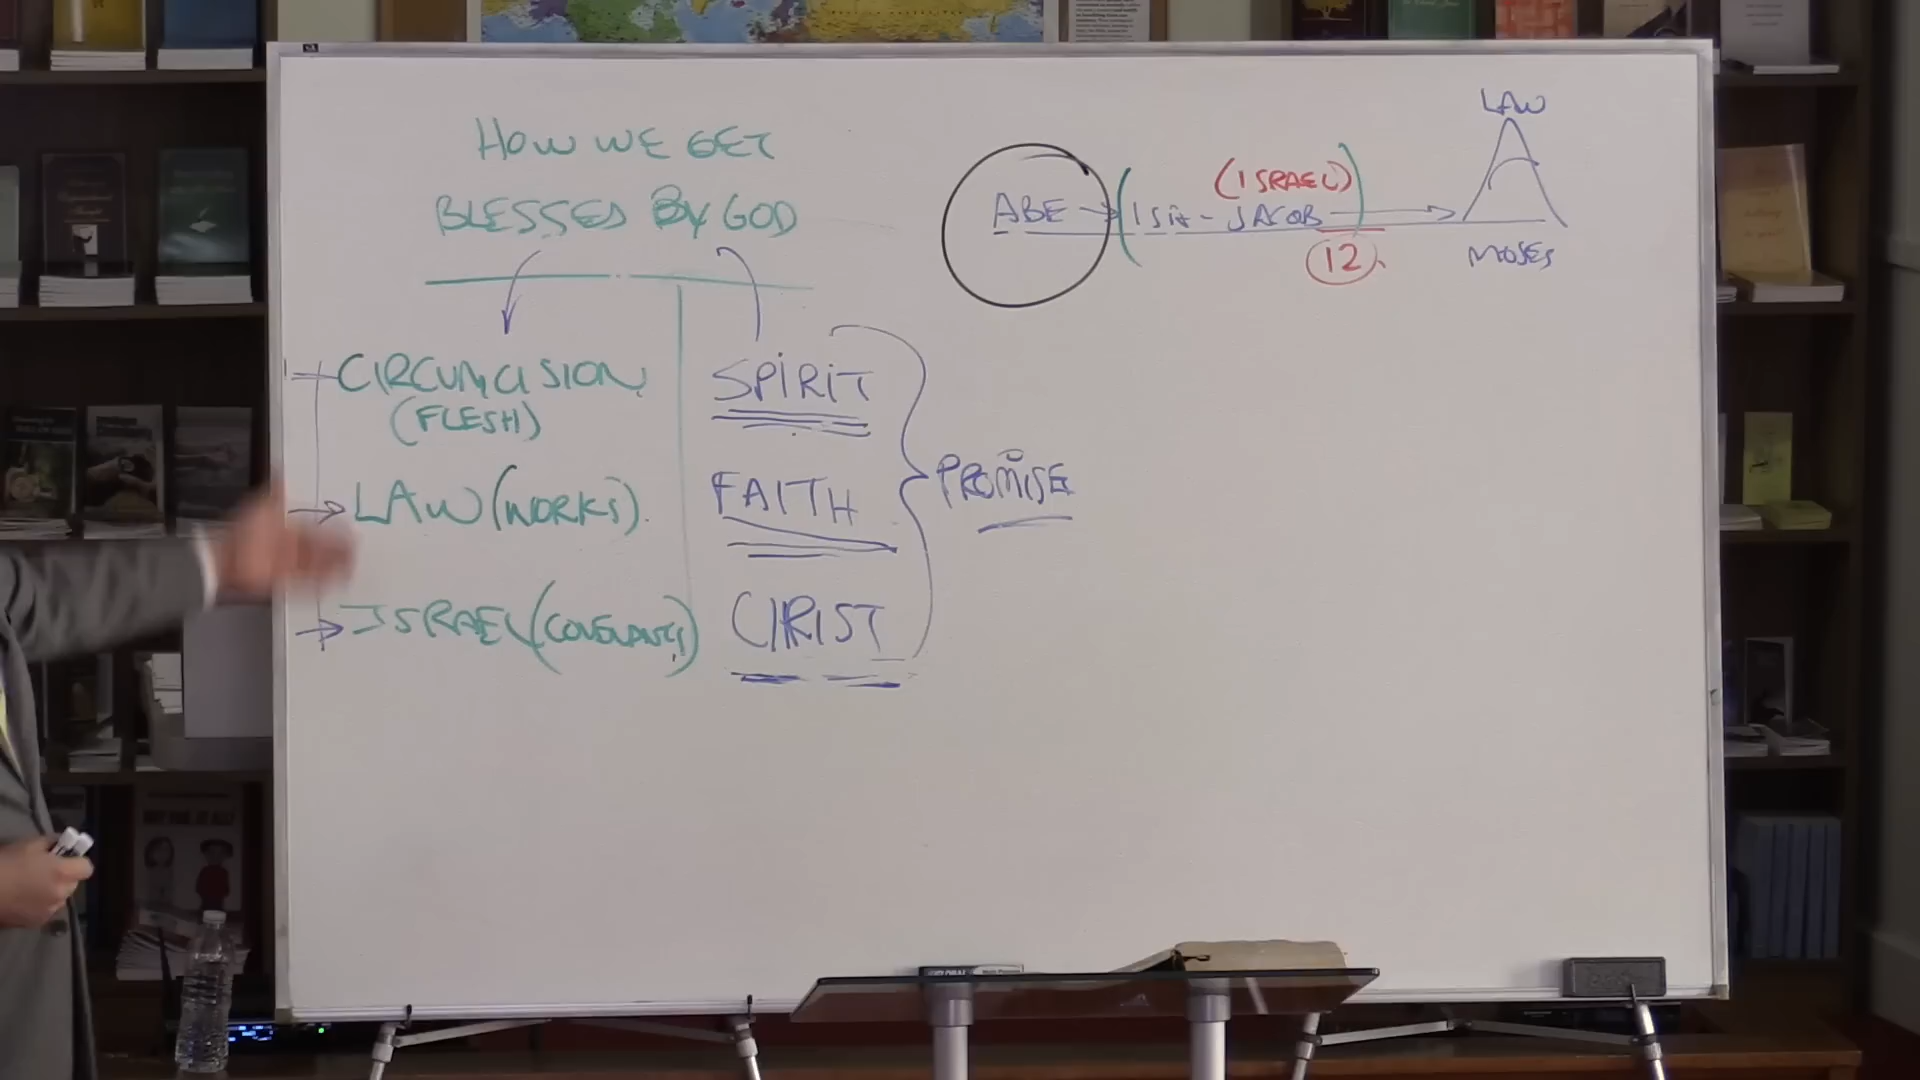 HOW WE GET
BLESSED BY GOD
CIRCUMCISION
(FLESH)
LAW (WORKS).
ISRAEL (COVENANTS)
SPIRIT
FAITH
CHRIST
PROMISE
ABE → (ISA - JACOB)
(ISRAEL)
12
LAW
MOSES